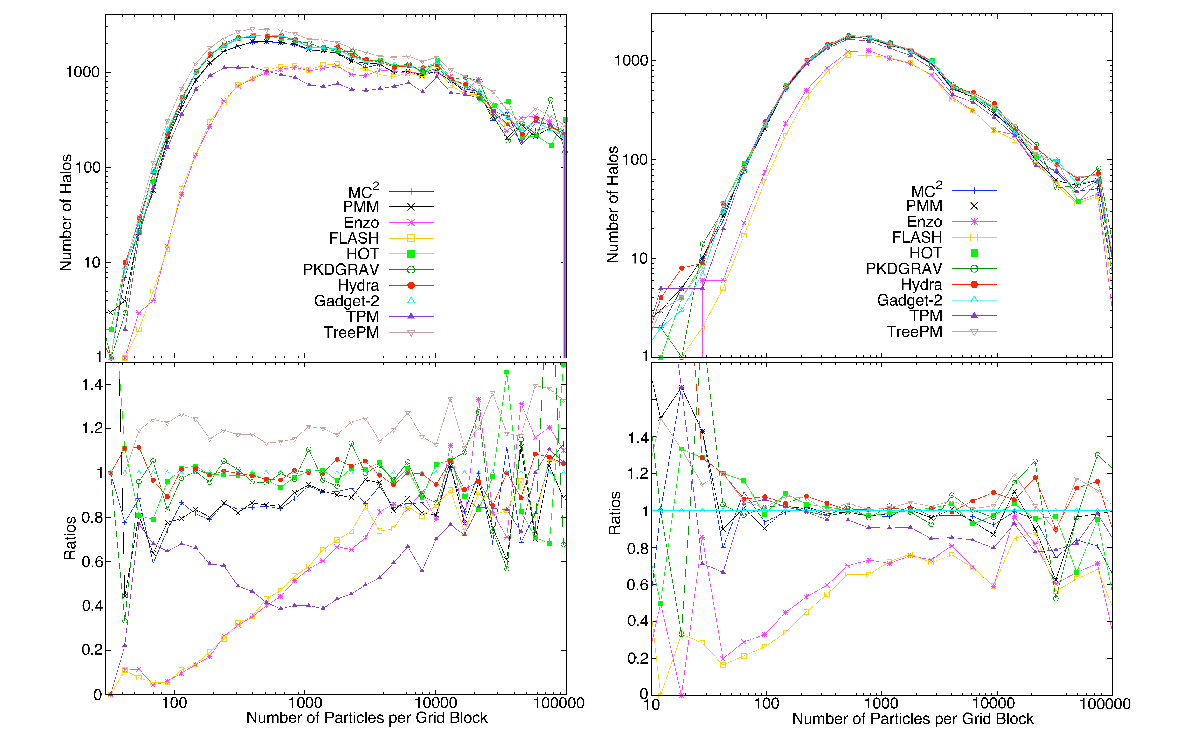 Number of Halos
1000
100
10
1
MC2
PMM
Enzo
FLASH
HOT
PKDGRAV
Hydra
Gadget-2
TPM
TreePM
Ratios
1.4
1.2
1
0.8
0.6
0.4
0.2
0
100 1000 10000 100000
Number of Particles per Grid Block
Number of Halos
1000
100
10
1
MC2
PMM
Enzo
FLASH
HOT
PKDGRAV
Hydra
Gadget-2
TPM
TreePM
Ratios
1.4
1.2
1
0.8
0.6
0.4
0.2
0
10 100 1000 10000 100000
Number of Particles per Grid Block